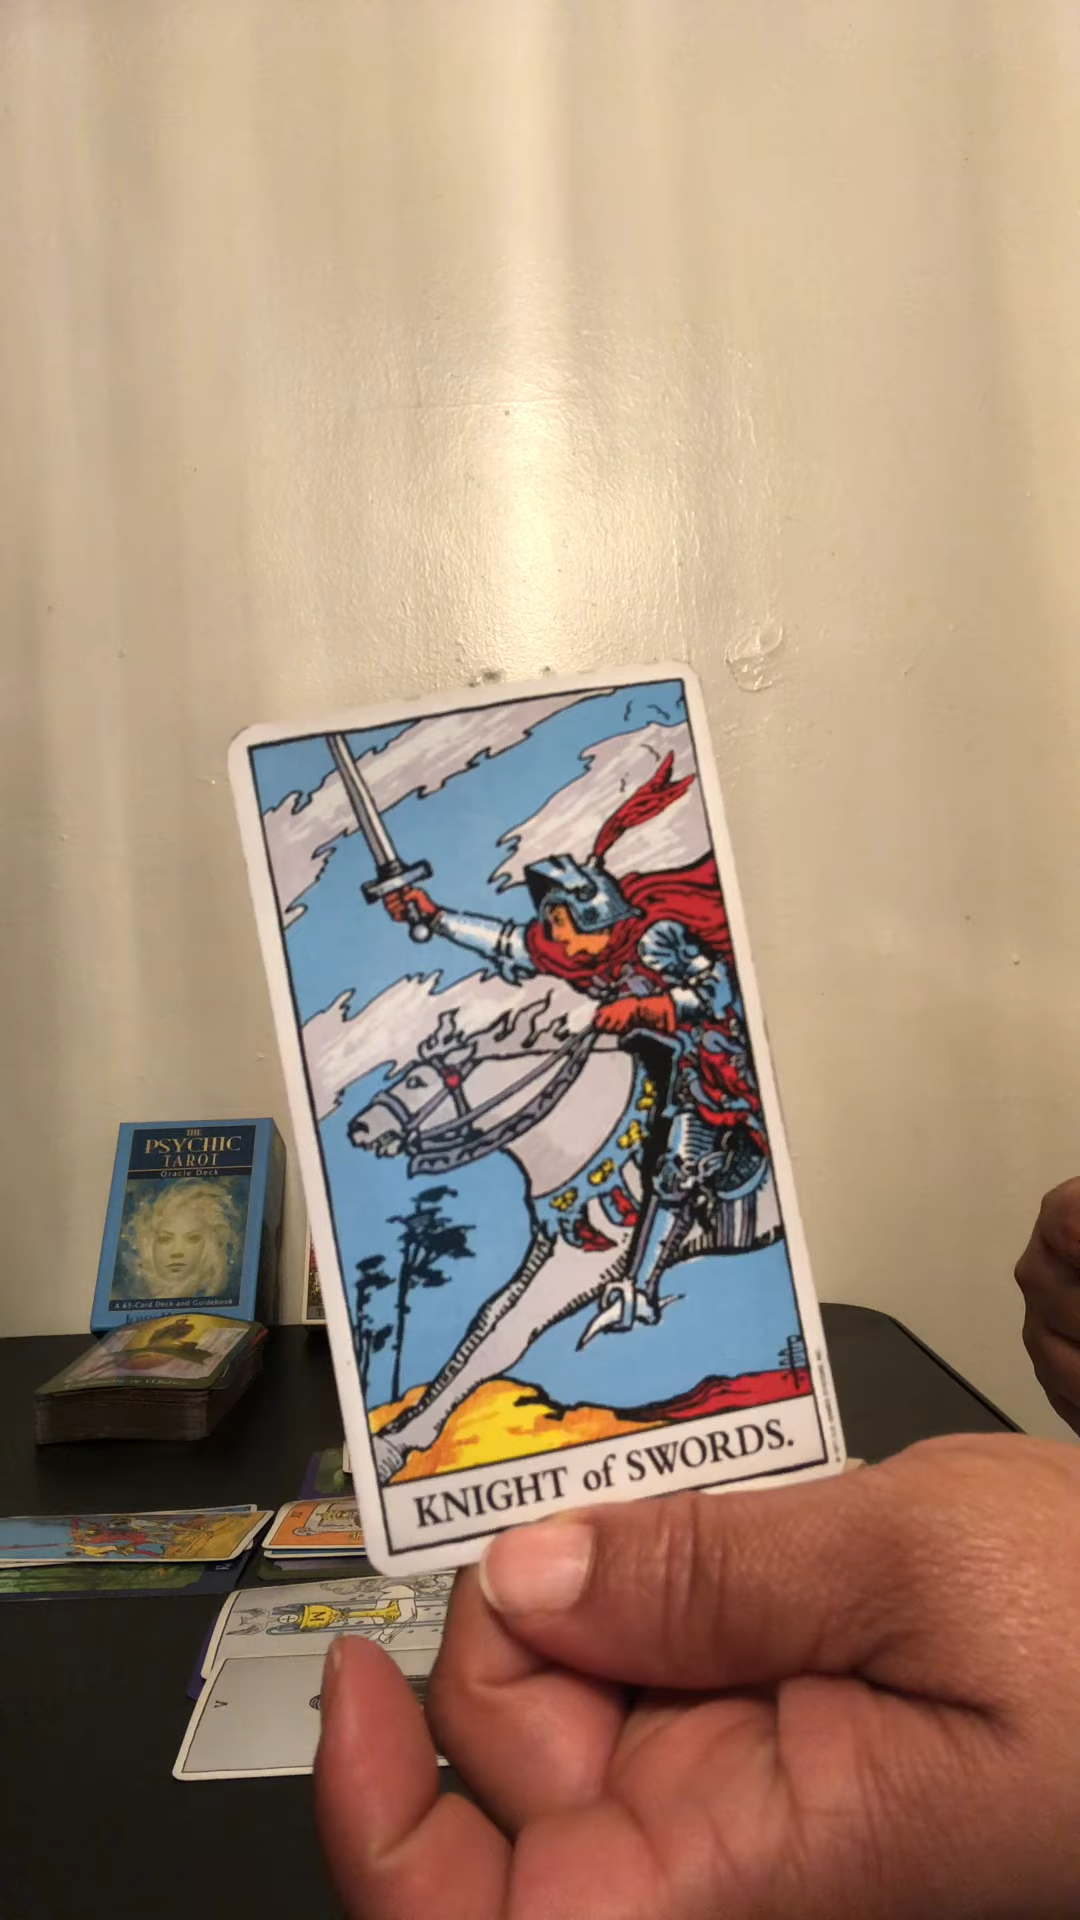 THE
PSYCHIC
TAROT
Oracle Deck
A 65-Card Deck and Guidebook
KNIGHT of SWORDS.
M
V